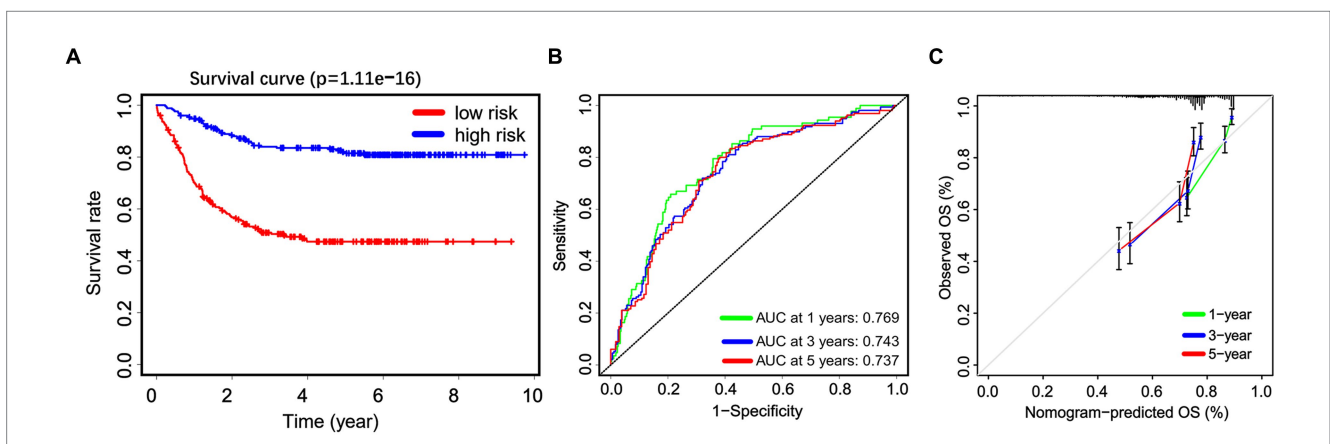 A
B
C
Survival curve (p=1.11e−16)
low risk
high risk
Survival rate
0.0
0.2
0.4
0.6
0.8
1.0
0
2
4
6
8
10
Time (year)
Sensitivity
0.0
0.2
0.4
0.6
0.8
1.0
AUC at 1 years: 0.769
AUC at 3 years: 0.743
AUC at 5 years: 0.737
0.0
0.2
0.4
0.6
0.8
1.0
1−Specificity
Observed OS (%)
0.0
0.2
0.4
0.6
0.8
1.0
1−year
3−year
5−year
0.0
0.2
0.4
0.6
0.8
1.0
Nomogram−predicted OS (%)